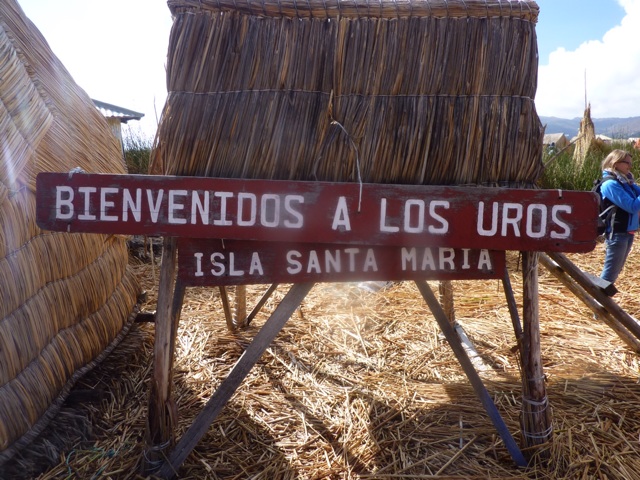 BIENVENIDOS A LOS UROS
ISLA SANTA MARIA